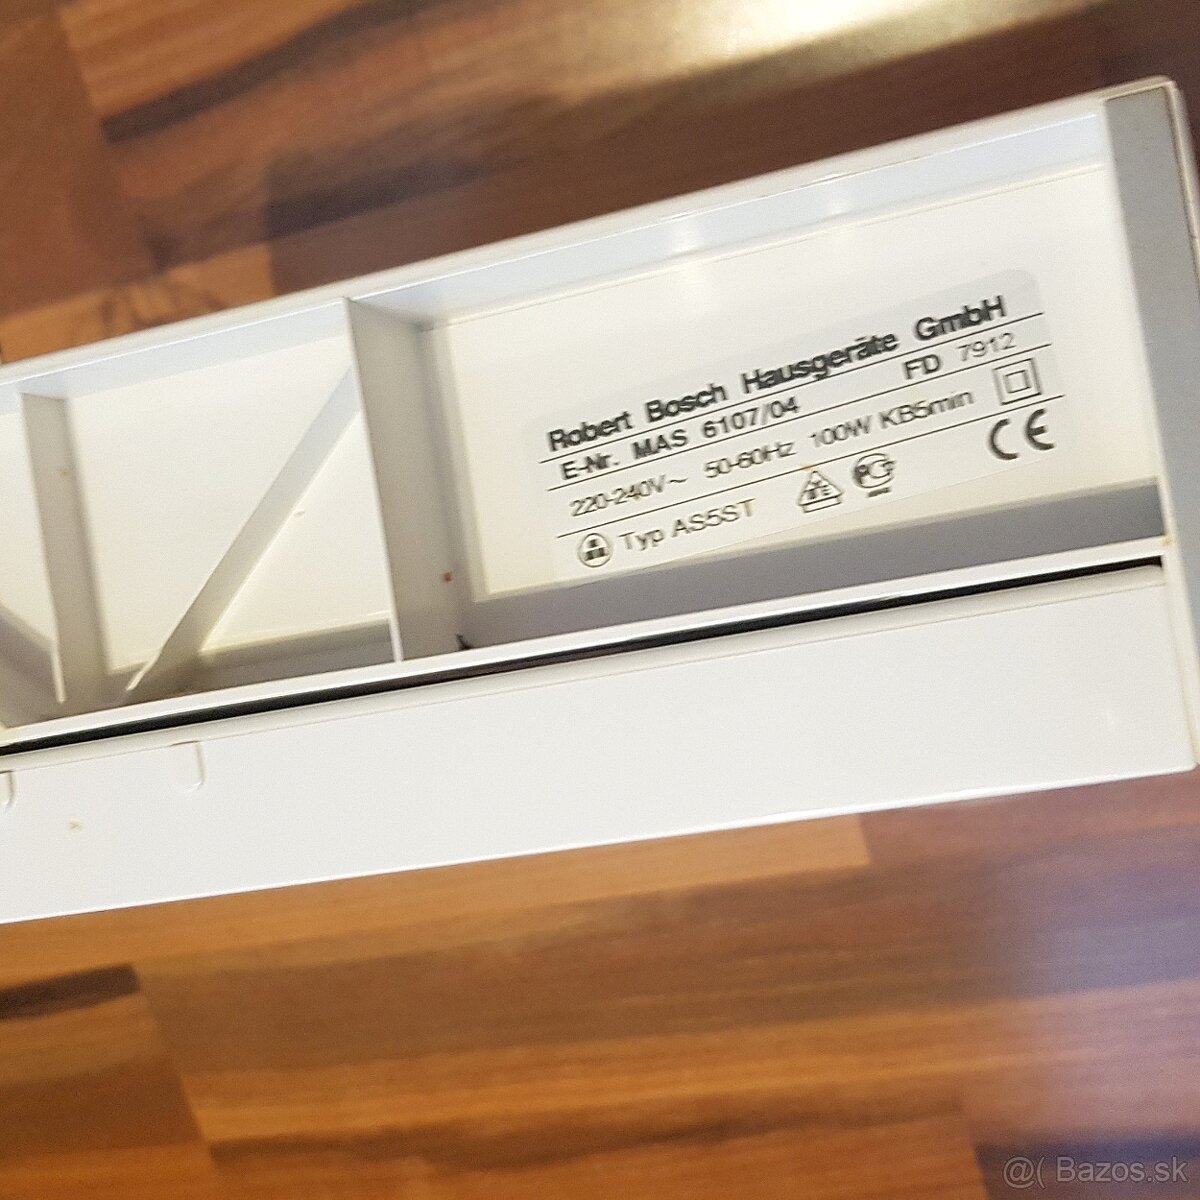 Robert Bosch Hausgeräte GmbH
E-Nr. MAS 6107/04 FD 7912
220-240V~ 50-60Hz 100W KB5min
Typ AS5ST CE
@( Bazos.sk